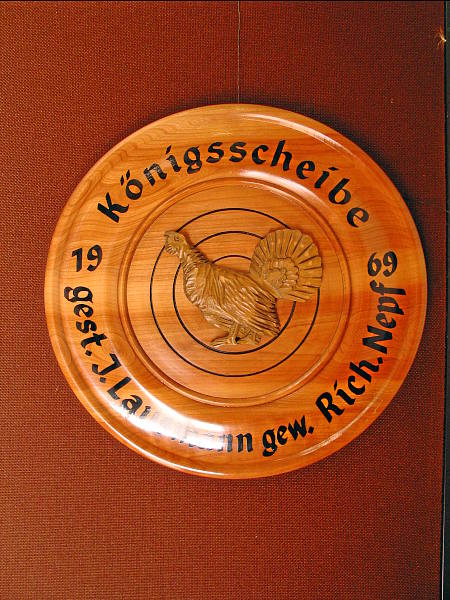 Königsscheibe
19 69
gest. J. gew. Rich. Nepf